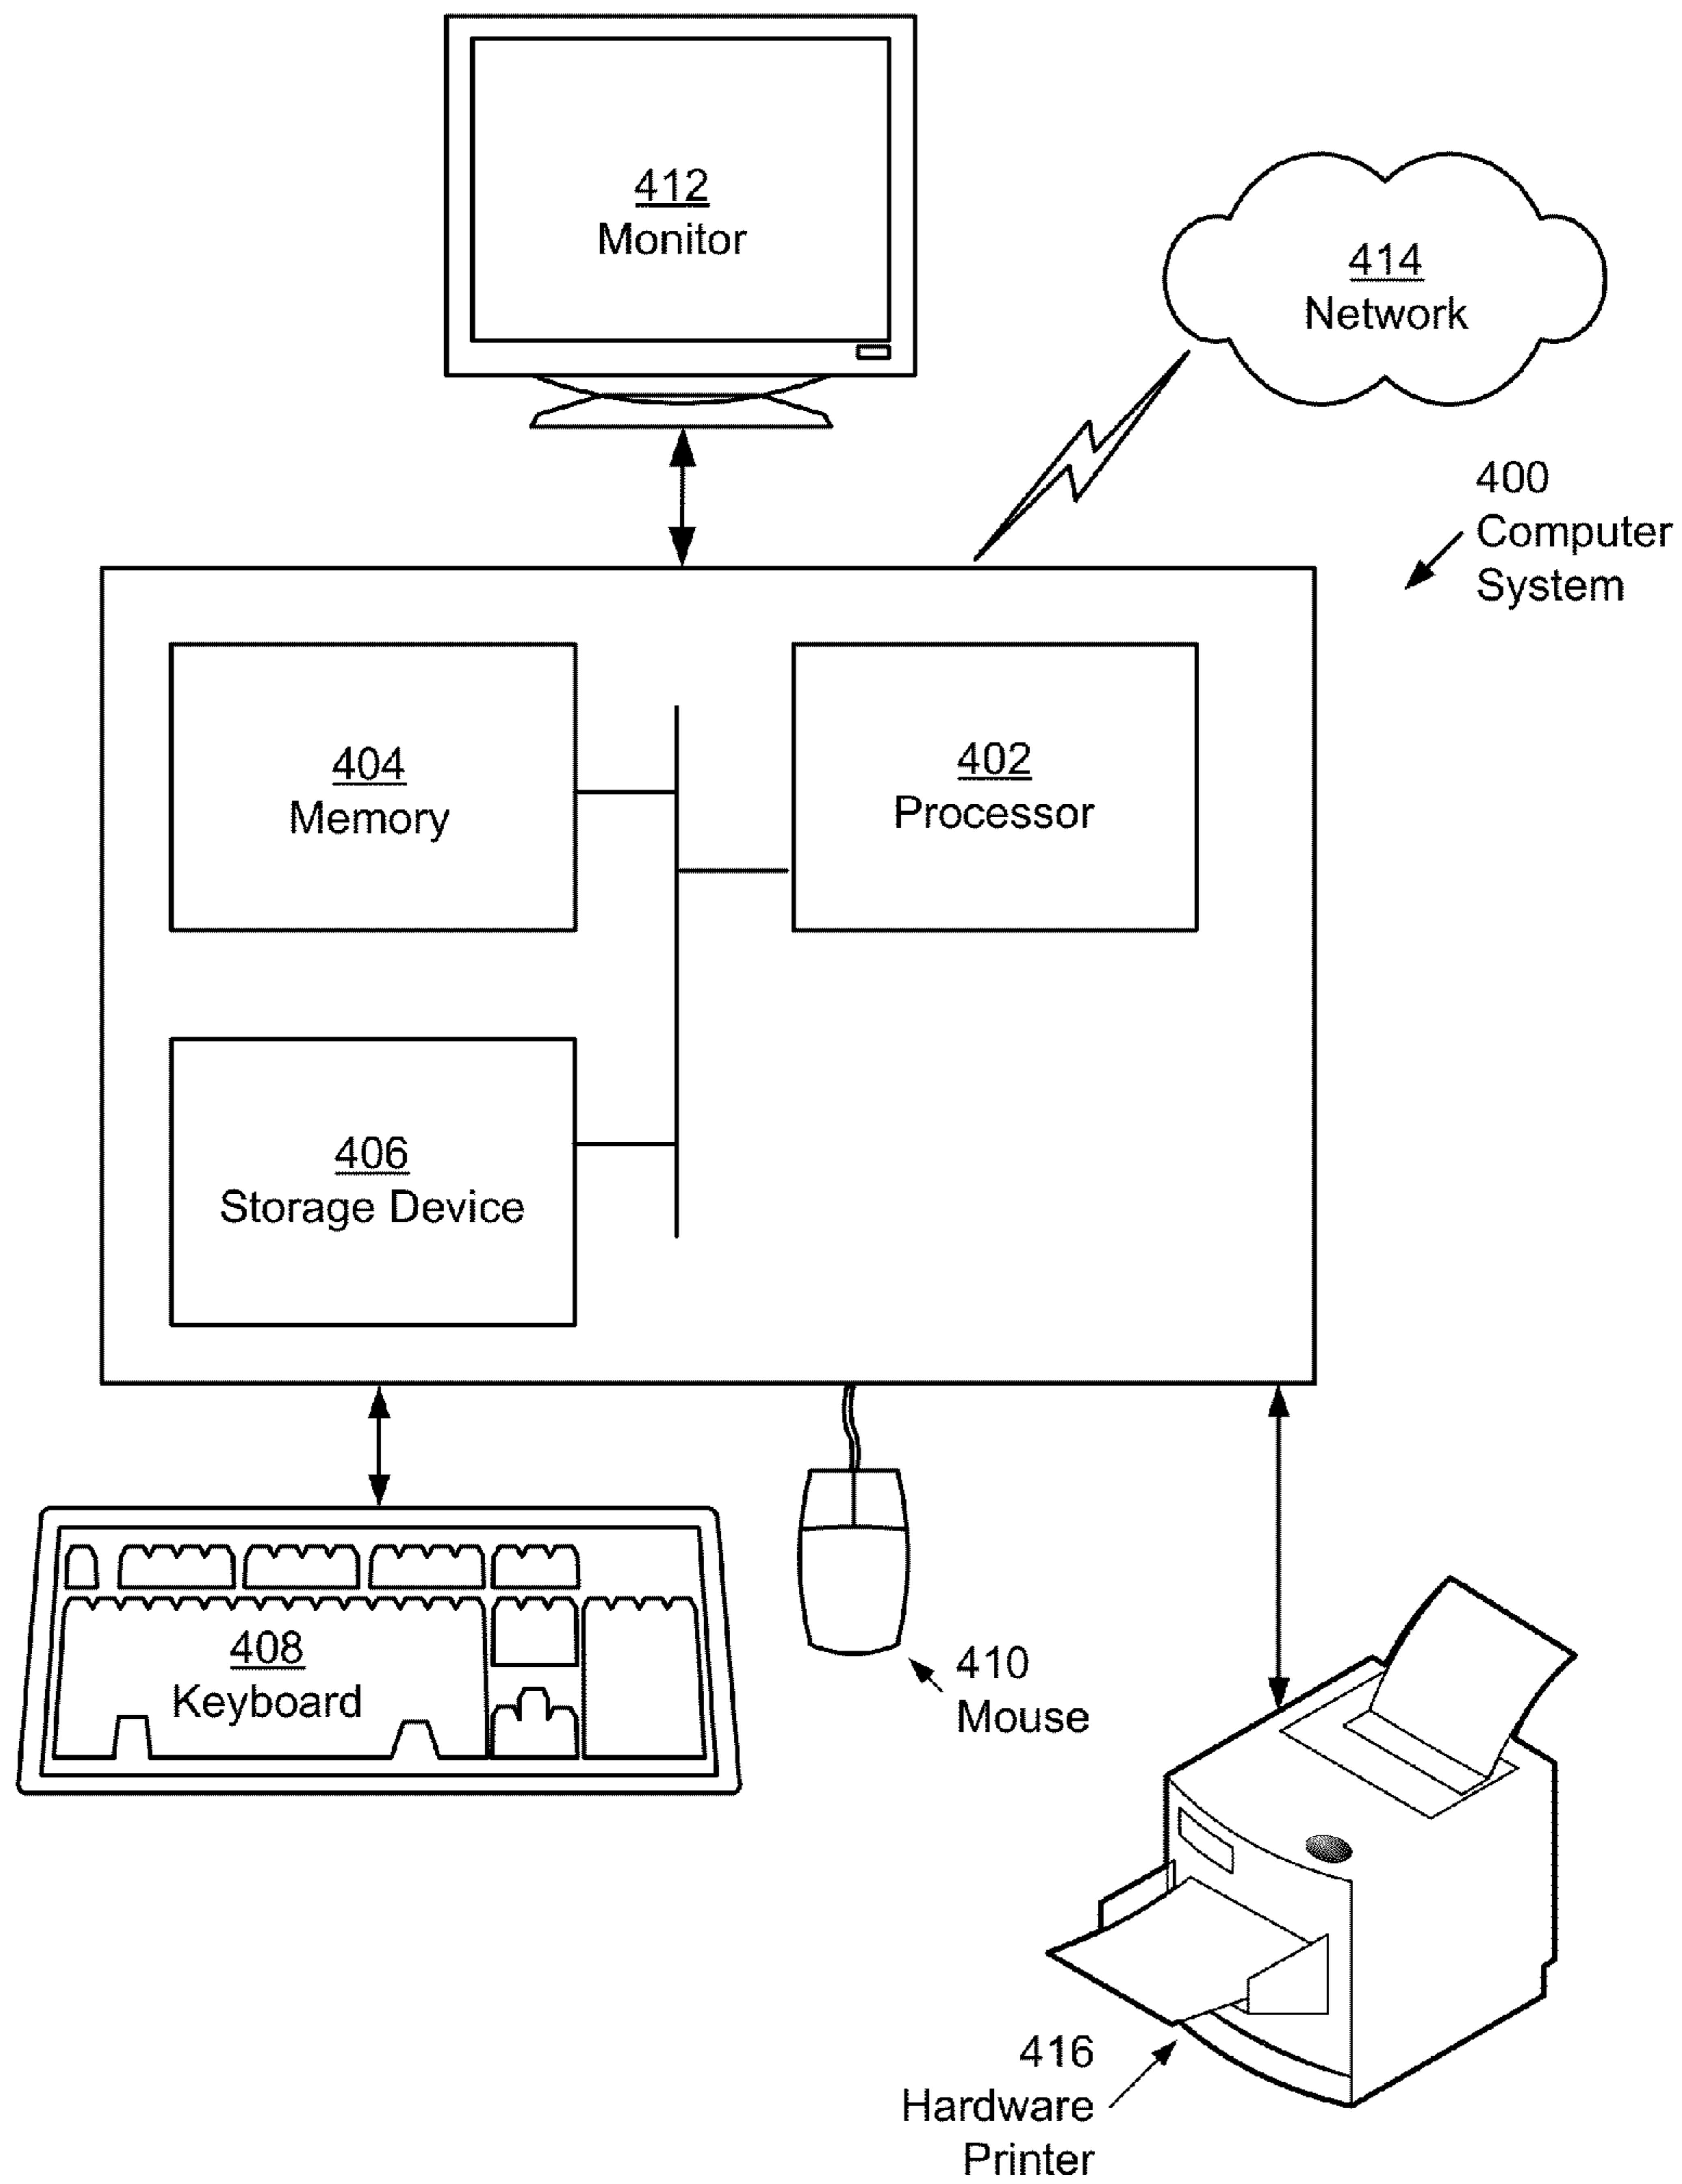 412
Monitor
414
Network
400
Computer
System
404
Memory
402
Processor
406
Storage Device
408
Keyboard
410
Mouse
416
Hardware
Printer